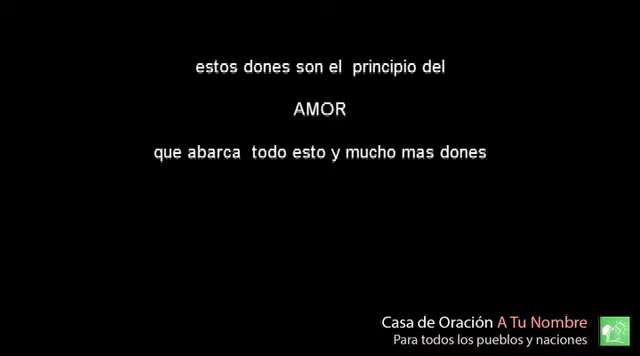 estos dones son el principio del
AMOR
que abarca todo esto y mucho mas dones
Casa de Oración A Tu Nombre
Para todos los pueblos y naciones